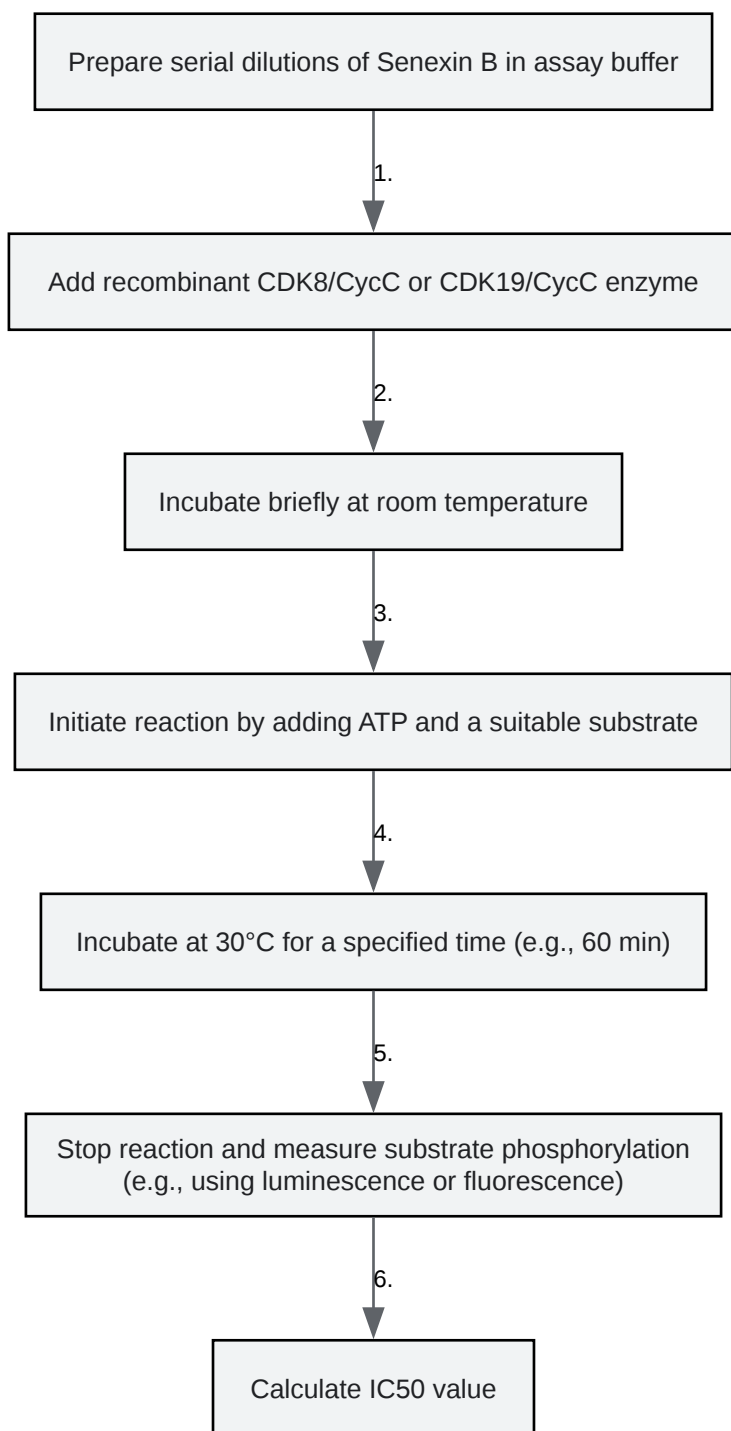 Prepare serial dilutions of Senexin B in assay buffer
1.
Add recombinant CDK8/CycC or CDK19/CycC enzyme
2.
Incubate briefly at room temperature
3.
Initiate reaction by adding ATP and a suitable substrate
4.
Incubate at 30°C for a specified time (e.g., 60 min)
5.
Stop reaction and measure substrate phosphorylation
(e.g., using luminescence or fluorescence)
6.
Calculate IC50 value